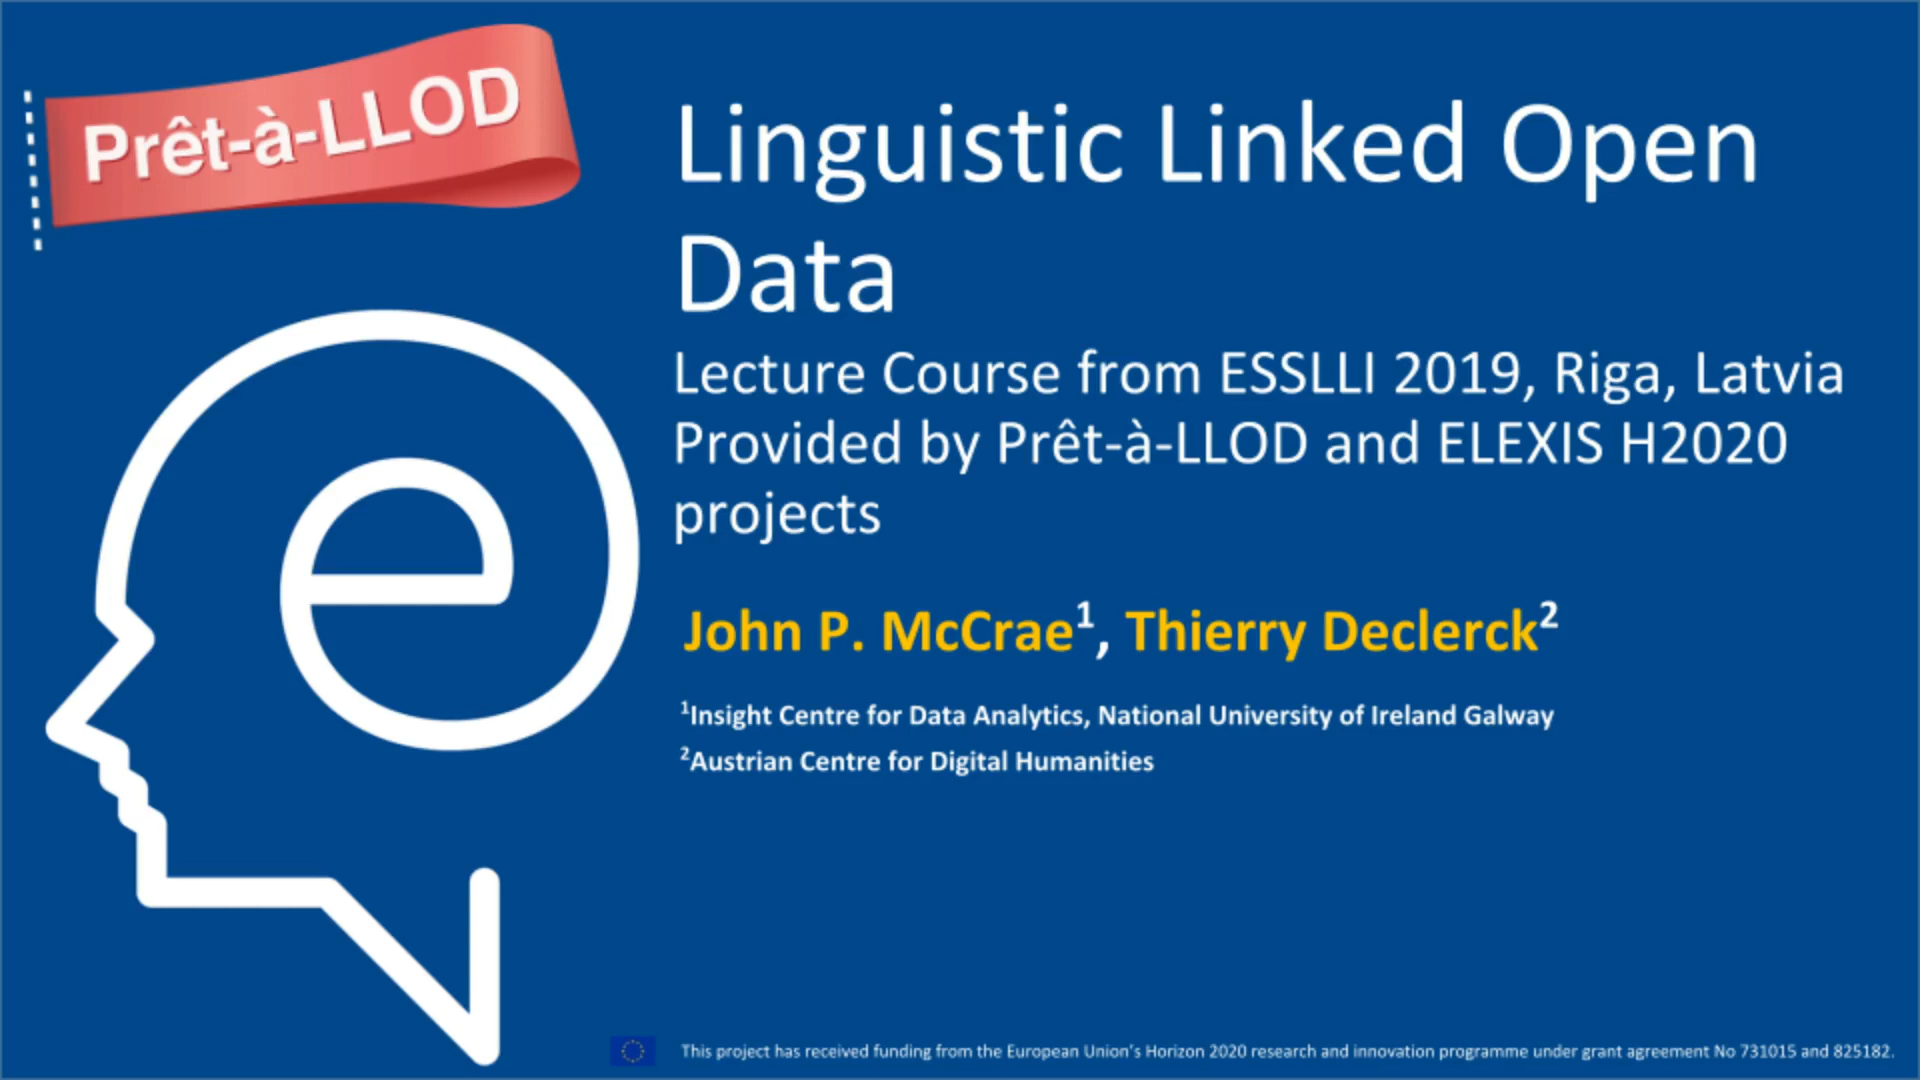 Prêt-à-LLOD
Linguistic Linked Open
Data
Lecture Course from ESSLLI 2019, Riga, Latvia
Provided by Prêt-à-LLOD and ELEXIS H2020
projects
John P. McCrae¹, Thierry Declerck²
¹Insight Centre for Data Analytics, National University of Ireland Galway
²Austrian Centre for Digital Humanities
This project has received funding from the European Union's Horizon 2020 research and innovation programme under grant agreement No 731015 and 825182.